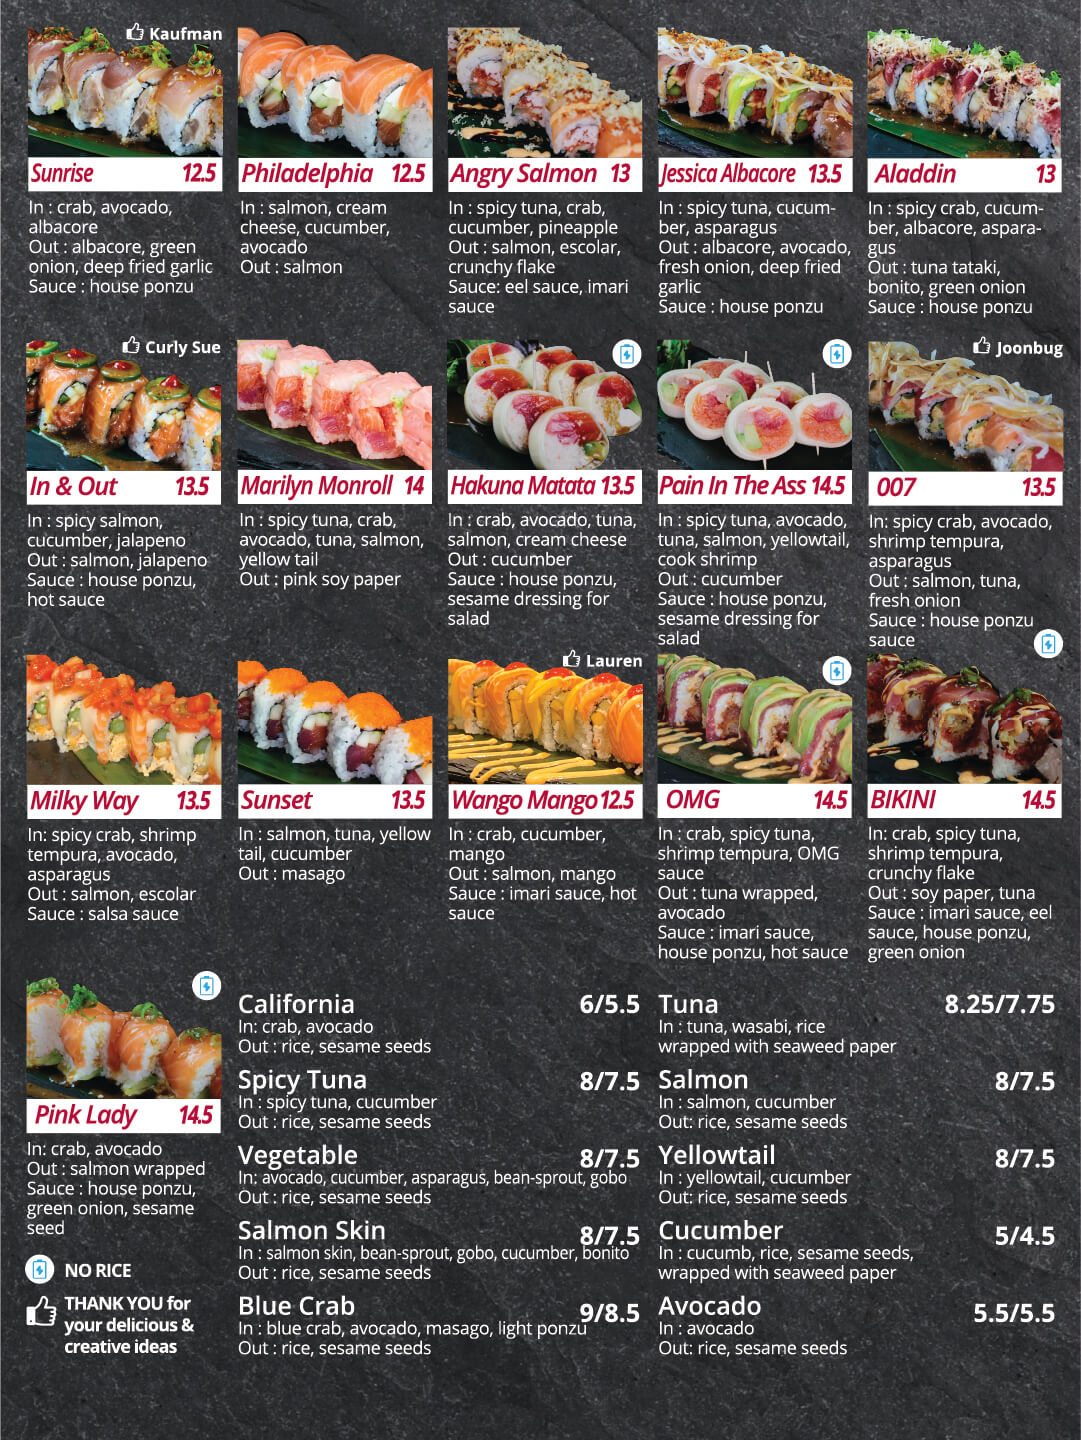 Kaufman
Sunrise 12.5
In : crab, avocado,
albacore
Out : albacore, green
onion, deep fried garlic
Sauce : house ponzu
Philadelphia 12.5
In : salmon, cream
cheese, cucumber,
avocado
Out : salmon
Angry Salmon 13
In : spicy tuna, crab,
cucumber, pineapple
Out : salmon, escolar,
crunchy flake
Sauce: eel sauce, imari
sauce
Jessica Albacore 13.5
In : spicy tuna, cucum-
ber, asparagus
Out : albacore, avocado,
fresh onion, deep fried
garlic
Sauce : house ponzu
Aladdin 13
In : spicy crab, cucum-
ber, albacore, aspara-
gus
Out : tuna tataki,
bonito, green onion
Sauce : house ponzu
Curly Sue
In & Out 13.5
In : spicy salmon,
cucumber, jalapeno
Out : salmon, jalapeno
Sauce : house ponzu,
hot sauce
Marilyn Monroll 14
In : spicy tuna, crab,
avocado, tuna, salmon,
yellow tail
Out : pink soy paper
Hakuna Matata 13.5
In : crab, avocado, tuna,
salmon, cream cheese
Out : cucumber
Sauce : house ponzu,
sesame dressing for
salad
Pain In The Ass 14.5
In : spicy tuna, avocado,
tuna, salmon, yellowtail,
cook shrimp
Out : cucumber
Sauce : house ponzu,
sesame dressing for
salad
Joonbug
007 13.5
In: spicy crab, avocado,
shrimp tempura,
asparagus
Out : salmon, tuna,
fresh onion
Sauce : house ponzu
sauce
Milky Way 13.5
In: spicy crab, shrimp
tempura, avocado,
asparagus
Out : salmon, escolar
Sauce : salsa sauce
Sunset 13.5
In : salmon, tuna, yellow
tail, cucumber
Out : masago
Lauren
Wango Mango 12.5
In : crab, cucumber,
mango
Out : salmon, mango
Sauce : imari sauce, hot
sauce
OMG 14.5
In : crab, spicy tuna,
shrimp tempura, OMG
sauce
Out : tuna wrapped,
avocado
Sauce : imari sauce,
house ponzu, hot sauce
BIKINI 14.5
In: crab, spicy tuna,
shrimp tempura,
crunchy flake
Out : soy paper, tuna
Sauce : imari sauce, eel
sauce, house ponzu,
green onion
Pink Lady 14.5
In: crab, avocado
Out : salmon wrapped
Sauce : house ponzu,
green onion, sesame
seed
NO RICE
THANK YOU for
your delicious &
creative ideas
California 6/5.5
In: crab, avocado
Out : rice, sesame seeds
Spicy Tuna 8/7.5
In : spicy tuna, cucumber
Out : rice, sesame seeds
Vegetable 8/7.5
In: avocado, cucumber, asparagus, bean-sprout, gobo
Out : rice, sesame seeds
Salmon Skin 8/7.5
In : salmon skin, bean-sprout, gobo, cucumber, bonito
Out : rice, sesame seeds
Blue Crab 9/8.5
In : blue crab, avocado, masago, light ponzu
Out : rice, sesame seeds
Tuna 8.25/7.75
In : tuna, wasabi, rice
wrapped with seaweed paper
Salmon 8/7.5
In : salmon, cucumber
Out: rice, sesame seeds
Yellowtail 8/7.5
In : yellowtail, cucumber
Out: rice, sesame seeds
Cucumber 5/4.5
In : cucumb, rice, sesame seeds,
wrapped with seaweed paper
Avocado 5.5/5.5
In : avocado
Out: rice, sesame seeds